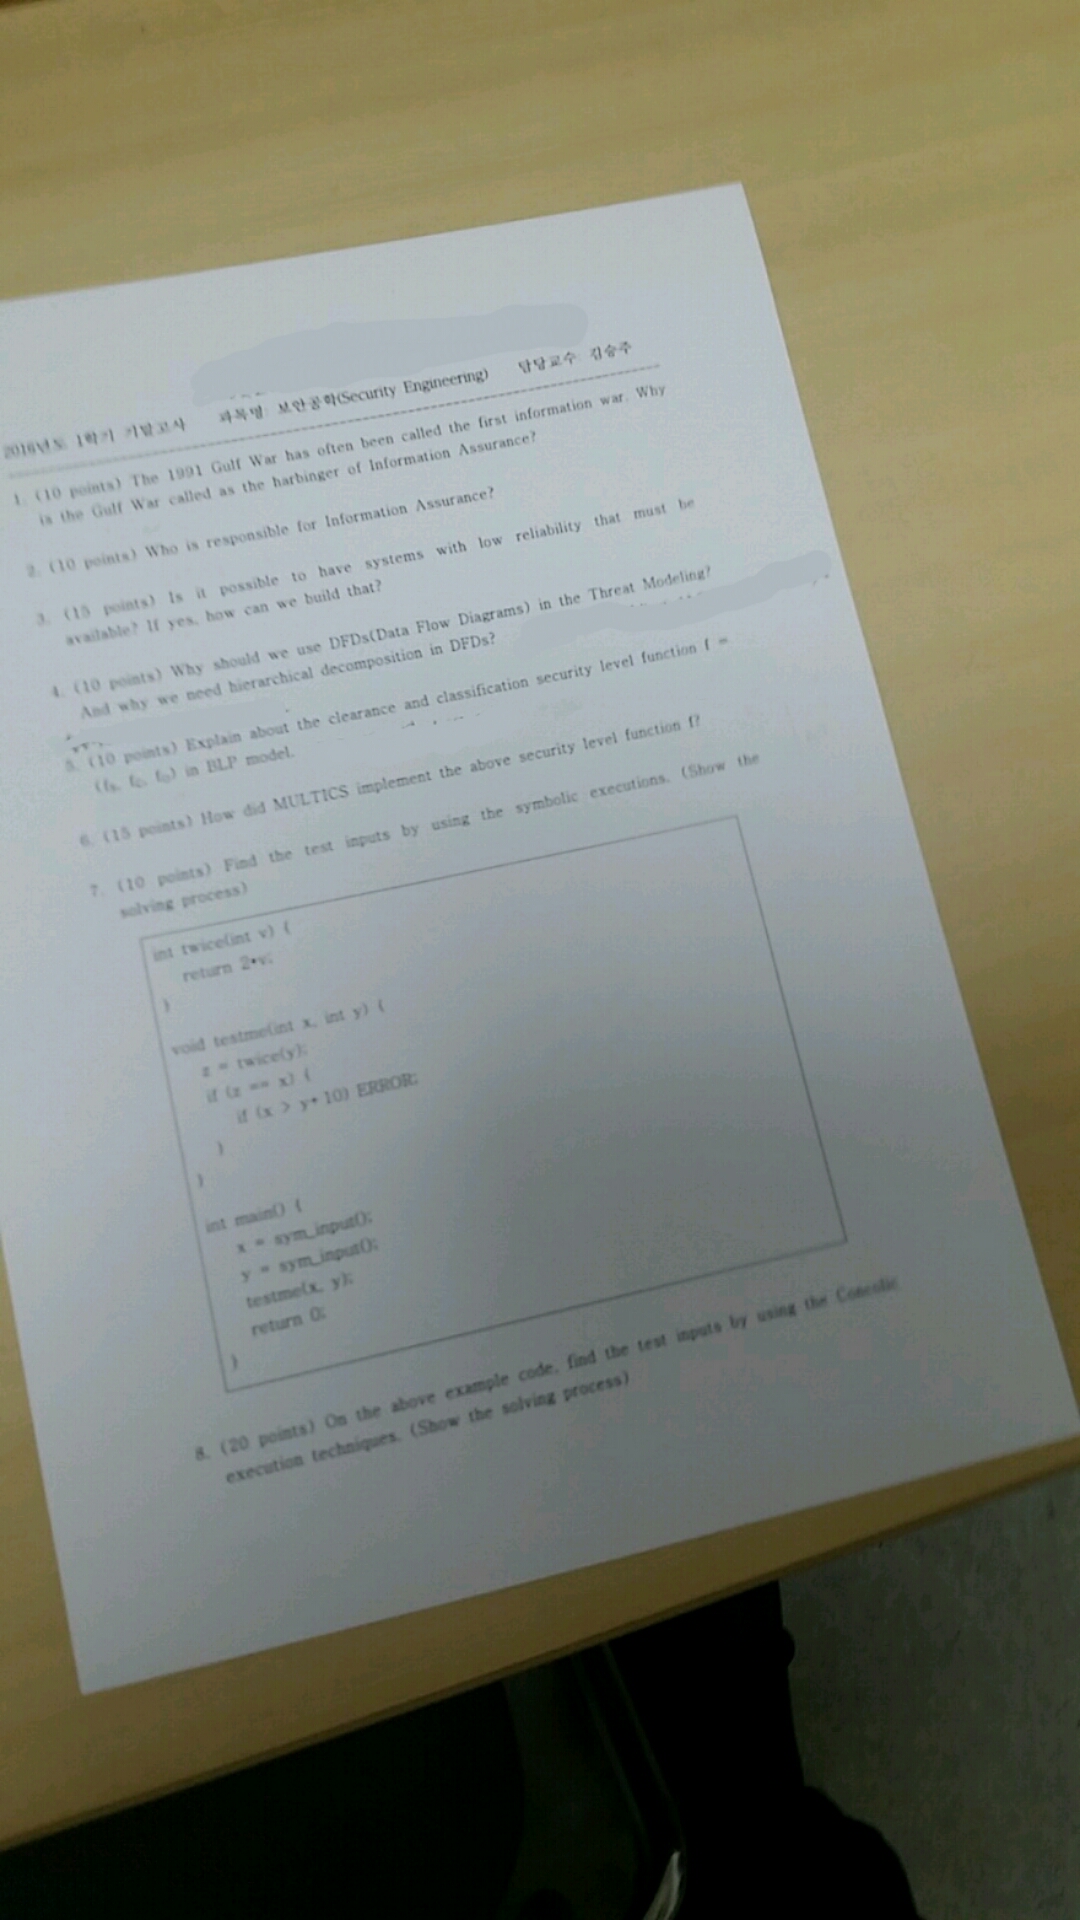 2016년도 1학기 기말고사 과목명: 보안공학(Security Engineering) 담당교수: 김승주
1. (10 points) The 1991 Gulf War has often been called the first information war. Why
is the Gulf War called as the harbinger of Information Assurance?
2. (10 points) Who is responsible for Information Assurance?
3. (15 points) Is it possible to have systems with low reliability that must be
available? If yes, how can we build that?
4. (10 points) Why should we use DFDs(Data Flow Diagrams) in the Threat Modeling?
And why we need hierarchical decomposition in DFDs?
5. (10 points) Explain about the clearance and classification security level function f =
(fs, fc, fo) in BLP model.
6. (15 points) How did MULTICS implement the above security level function f?
7. (10 points) Find the test inputs by using the symbolic executions. (Show the
solving process)
int twice(int v) {
return 2*v;
}
void testme(int x, int y) {
z = twice(y);
if (z == x) {
if (x > y+10) ERROR;
}
}
int main() {
x = sym_input();
y = sym_input();
testme(x, y);
return 0;
}
8. (20 points) On the above example code, find the test inputs by using the Concolic
execution techniques. (Show the solving process)